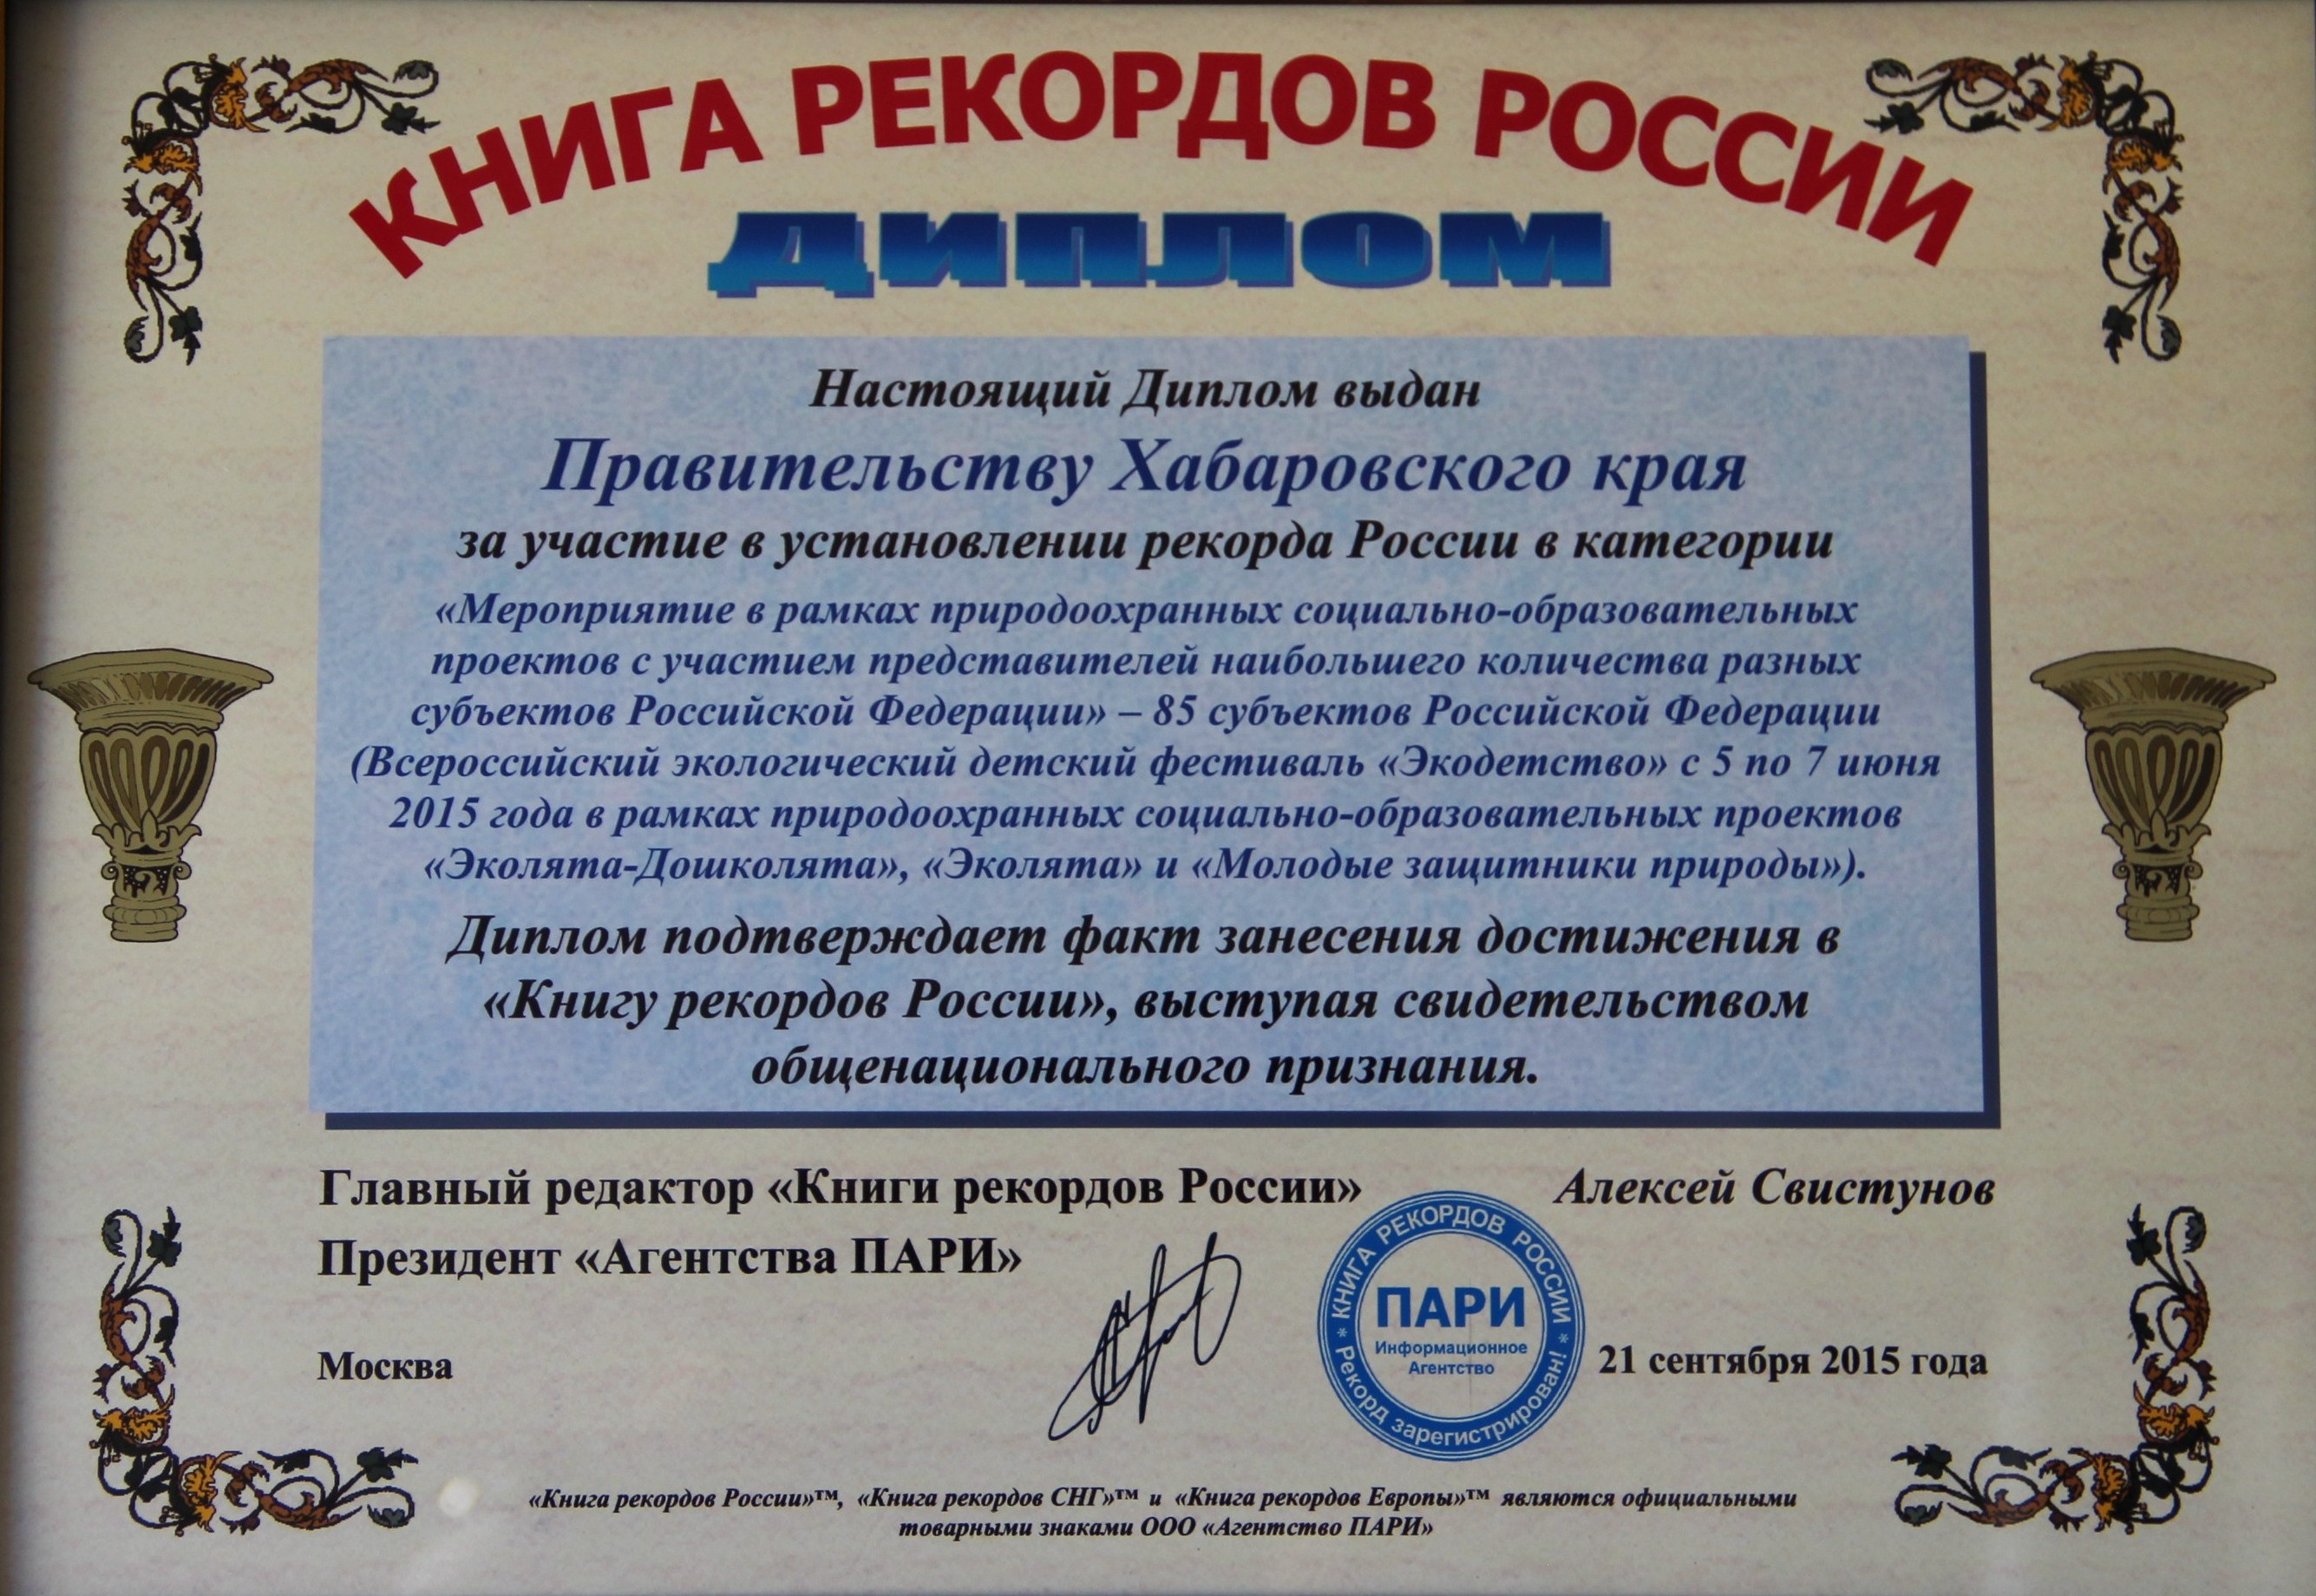 КНИГА РЕКОРДОВ РОССИИ
ДИПЛОМ
Настоящий Диплом выдан
Правительству Хабаровского края
за участие в установлении рекорда России в категории
«Мероприятие в рамках природоохранных социально-образовательных
проектов с участием представителей наибольшего количества разных
субъектов Российской Федерации» – 85 субъектов Российской Федерации
(Всероссийский экологический детский фестиваль «Экодетство» с 5 по 7 июня
2015 года в рамках природоохранных социально-образовательных проектов
«Эколята-Дошколята», «Эколята» и «Молодые защитники природы»).
Диплом подтверждает факт занесения достижения в
«Книгу рекордов России», выступая свидетельством
общенационального признания.
Главный редактор «Книги рекордов России» Алексей Свистунов
Президент «Агентства ПАРИ»
* КНИГА РЕКОРДОВ РОССИИ *
ПАРИ
Информационное
Агентство
Рекорд зарегистрирован!
Москва 21 сентября 2015 года
«Книга рекордов России»™, «Книга рекордов СНГ»™ и «Книга рекордов Европы»™ являются официальными
товарными знаками ООО «Агентство ПАРИ»